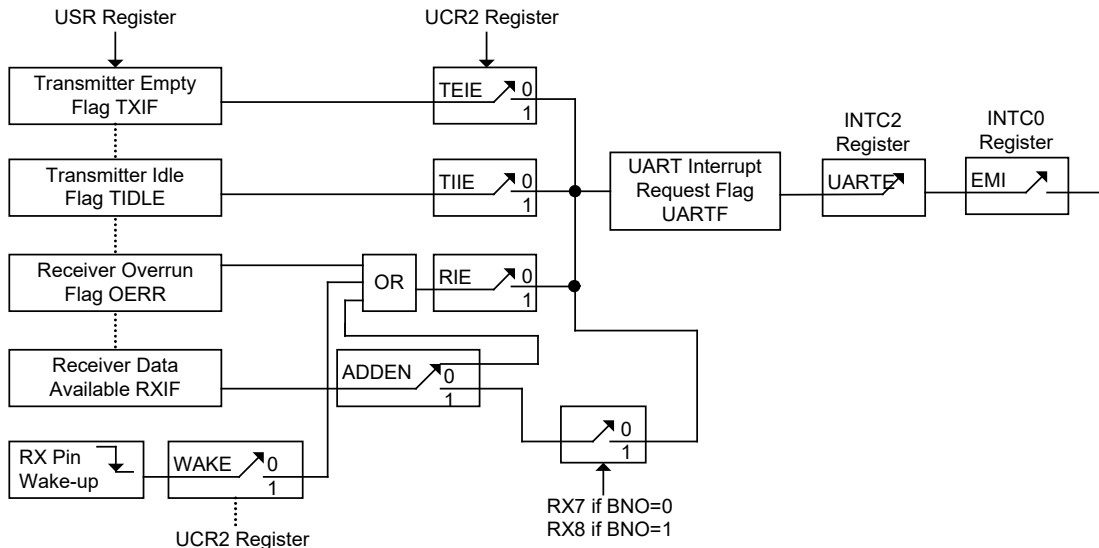 USR Register
UCR2 Register
Transmitter Empty
Flag TXIF
TEIE
0
1
INTC2
Register
INTC0
Register
Transmitter Idle
Flag TIDLE
TIIE
0
1
UART Interrupt
Request Flag
UARTF
UARTE
EMI
Receiver Overrun
Flag OERR
OR
RIE
0
1
Receiver Data
Available RXIF
ADDEN
0
1
0
1
RX Pin
Wake-up
WAKE
0
1
RX7 if BNO=0
RX8 if BNO=1
UCR2 Register